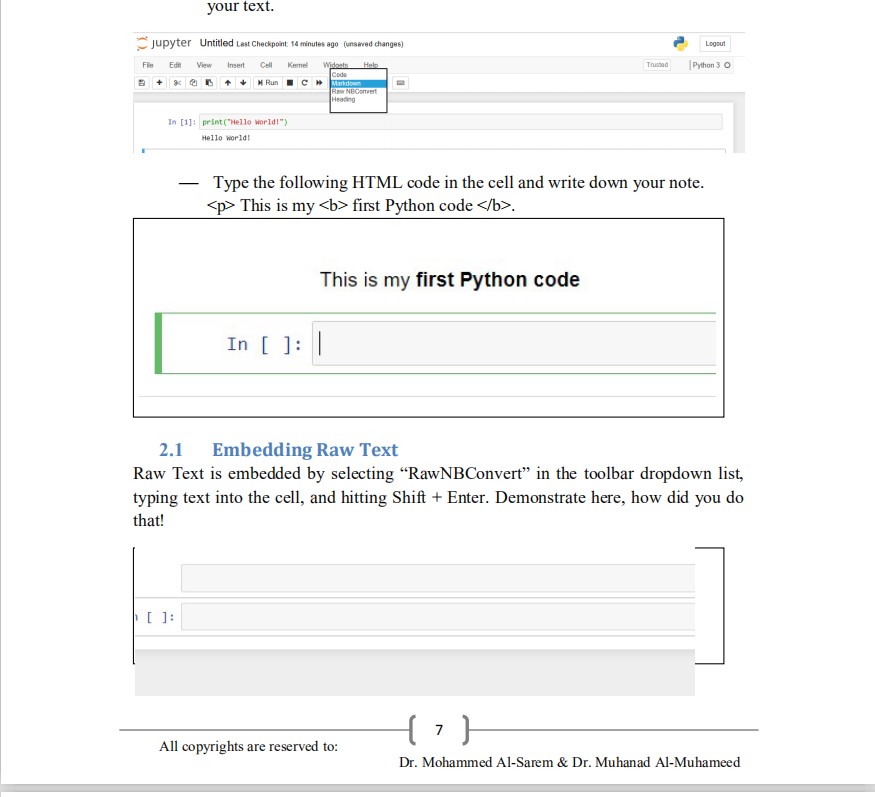 your text.
jupyter Untitled Last Checkpoint: 14 minutes ago (unsaved changes)
Logout
File Edit View Insert Cell Kernel Widgets Help
Trusted
Python 3 O
Run
Code
Markdown
Raw NBConvert
Heading
In [1]: print("Hello World!")
Hello World!
— Type the following HTML code in the cell and write down your note.
<p> This is my <b> first Python code </b>.
This is my first Python code
In [ ]:
2.1 Embedding Raw Text
Raw Text is embedded by selecting “RawNBConvert” in the toolbar dropdown list,
typing text into the cell, and hitting Shift + Enter. Demonstrate here, how did you do
that!
[ ]:
7
All copyrights are reserved to:
Dr. Mohammed Al-Sarem & Dr. Muhanad Al-Muhameed